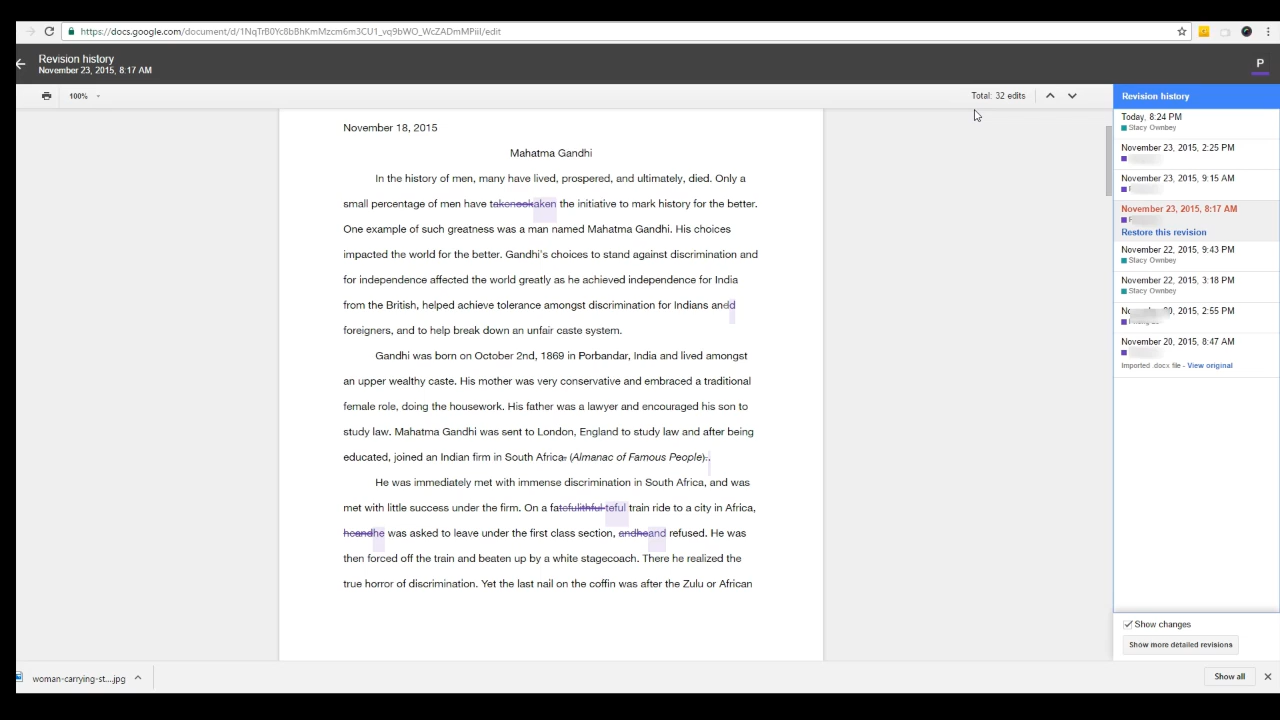 https://docs.google.com/document/d/1NqTrB0Yc8bBhKmMzcm6m3CU1_vq9bWO_WcZADmMPiiI/edit
Revision history
November 23, 2015, 8:17 AM
P
100%
Total: 32 edits
Revision history
November 18, 2015
Mahatma Gandhi
In the history of men, many have lived, prospered, and ultimately, died. Only a
small percentage of men have takenookaken the initiative to mark history for the better.
One example of such greatness was a man named Mahatma Gandhi. His choices
impacted the world for the better. Gandhi's choices to stand against discrimination and
for independence affected the world greatly as he achieved independence for India
from the British, helped achieve tolerance amongst discrimination for Indians anedd
foreigners, and to help break down an unfair caste system.
Gandhi was born on October 2nd, 1869 in Porbandar, India and lived amongst
an upper wealthy caste. His mother was very conservative and embraced a traditional
female role, doing the housework. His father was a lawyer and encouraged his son to
study law. Mahatma Gandhi was sent to London, England to study law and after being
educated, joined an Indian firm in South Africa. (Almanac of Famous People)..
He was immediately met with immense discrimination in South Africa, and was
met with little success under the firm. On a fatefulithful teful train ride to a city in Africa,
heandhe was asked to leave under the first class section, andheand refused. He was
then forced off the train and beaten up by a white stagecoach. There he realized the
true horror of discrimination. Yet the last nail on the coffin was after the Zulu or African
Today, 8:24 PM
Stacy Ownbey
November 23, 2015, 2:25 PM
November 23, 2015, 9:15 AM
November 23, 2015, 8:17 AM
Restore this revision
November 22, 2015, 9:43 PM
Stacy Ownbey
November 22, 2015, 3:18 PM
Stacy Ownbey
2015, 2:55 PM
November 20, 2015, 8:47 AM
Imported .docx file - View original
Show changes
Show more detailed revisions
woman-carrying-st....jpg
Show all